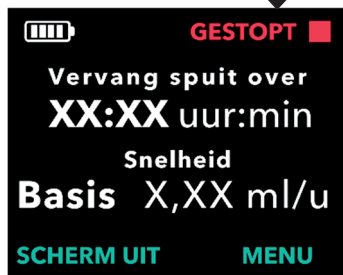 GESTOPT
Vervang spuit over
XX:XX uur:min
Snelheid
Basis X,XX ml/u
SCHERM UIT MENU